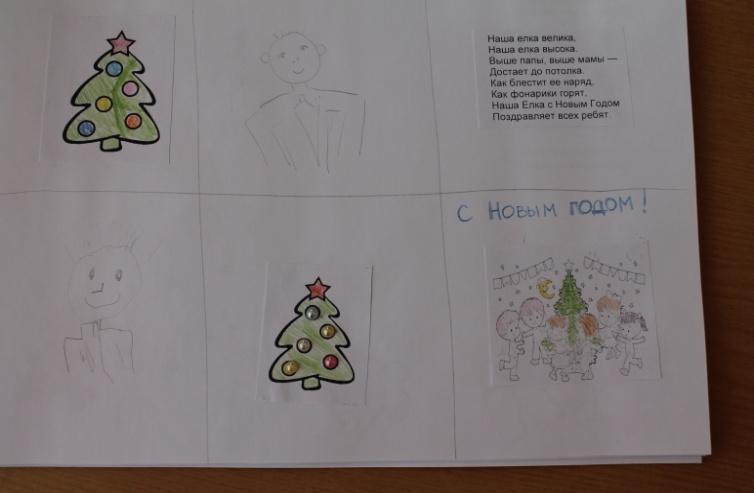 Наша елка велика,
Наша елка высока.
Выше папы, выше мамы —
Достает до потолка.
Как блестит ее наряд,
Как фонарики горят,
Наша Елка с Новым Годом
Поздравляет всех ребят.
С НОВЫМ ГОДОМ!